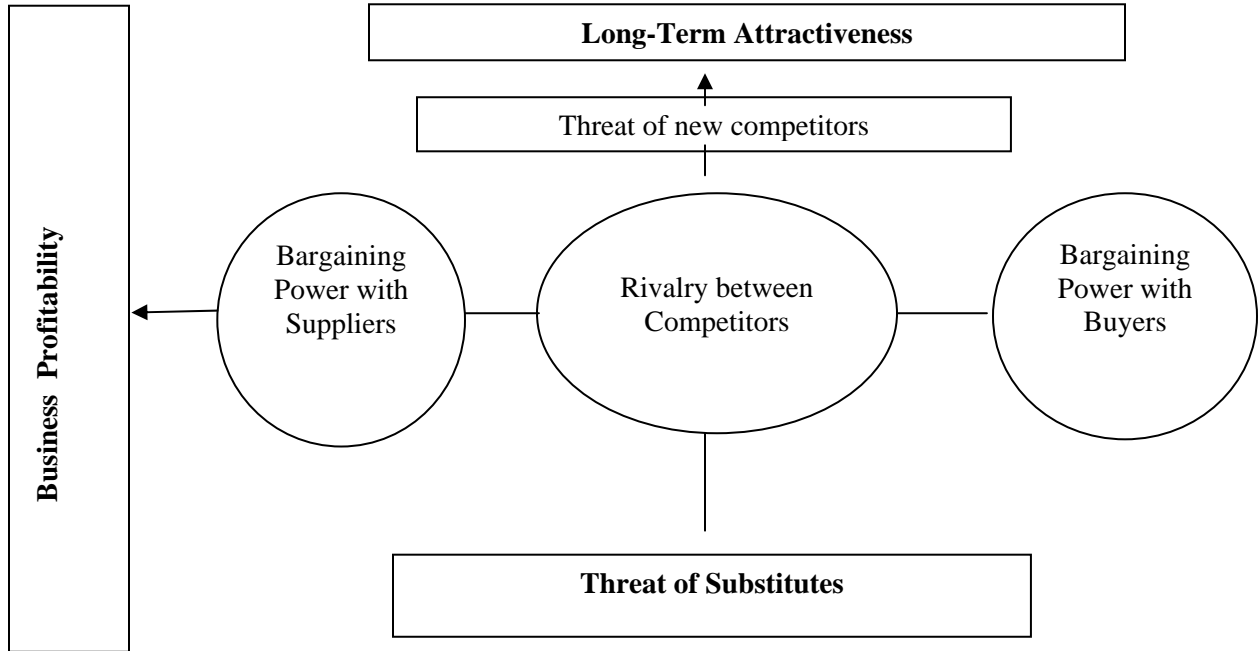 Long-Term Attractiveness
Threat of new competitors
Business Profitability
Bargaining
Power with
Suppliers
Rivalry between
Competitors
Bargaining
Power with
Buyers
Threat of Substitutes